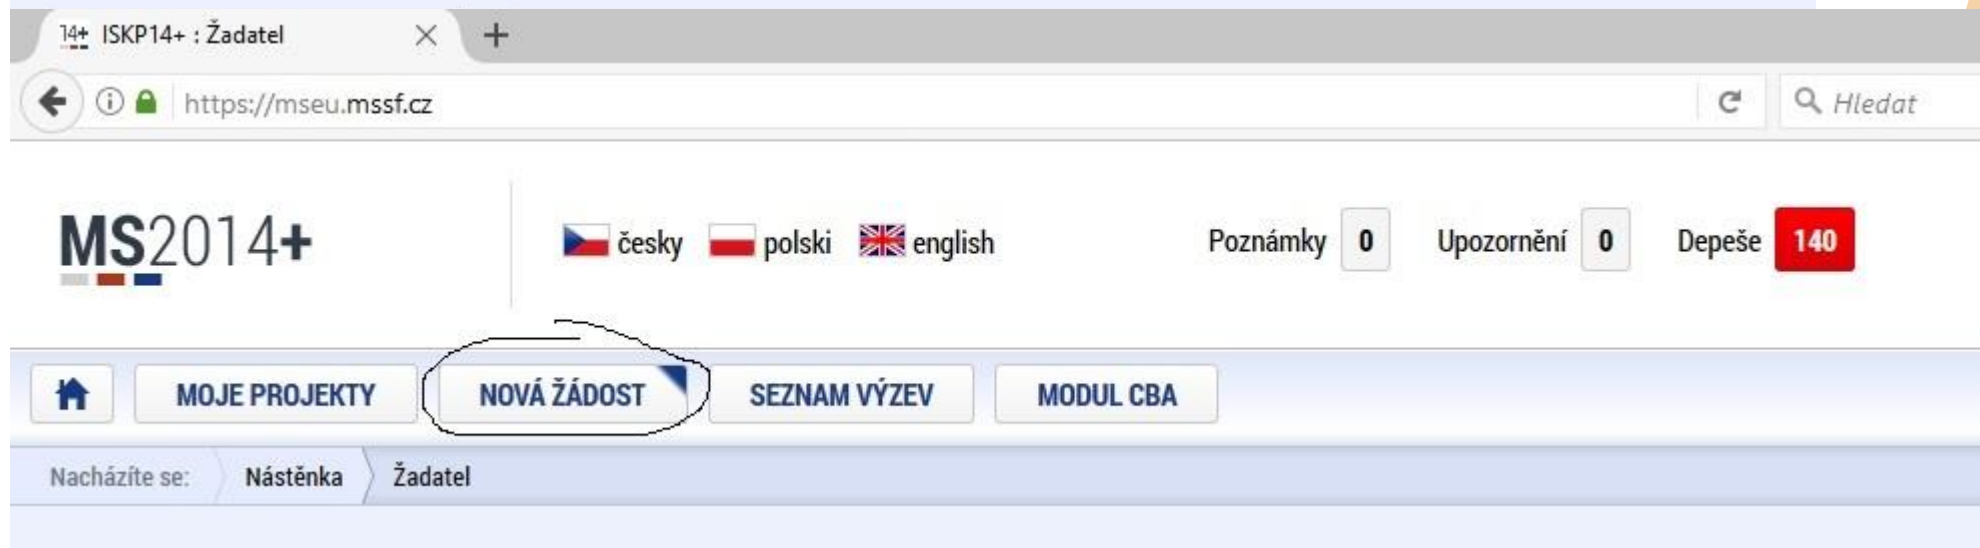 14+ ISKP14+ : Žadatel
https://mseu.mssf.cz Hledat
MS2014+ česky polski english Poznámky 0 Upozornění 0 Depeše 140
MOJE PROJEKTY NOVÁ ŽÁDOST SEZNAM VÝZEV MODUL CBA
Nacházíte se: Nástěnka Žadatel